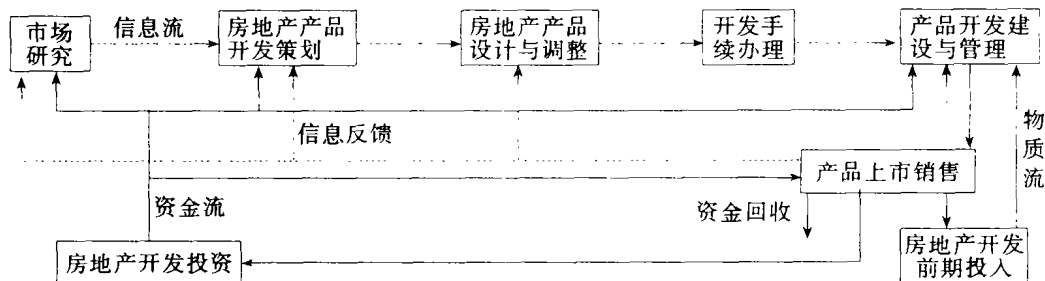 市场
研究
信息流
房地产产品
开发策划
房地产产品
设计与调整
开发手
续办理
产品开发建
设与管理
信息反馈
物质流
产品上市销售
资金流
资金回收
房地产开发投资
房地产开发
前期投入